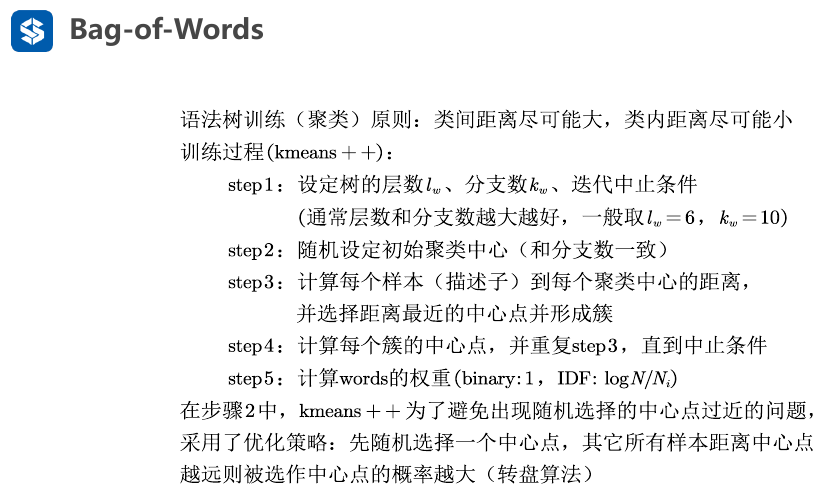 Bag-of-Words
语法树训练（聚类）原则：类间距离尽可能大，类内距离尽可能小
训练过程(kmeans＋＋)：
step1：设定树的层数l_w、分支数k_w、迭代中止条件
(通常层数和分支数越大越好，一般取l_w=6，k_w=10)
step2：随机设定初始聚类中心（和分支数一致）
step3：计算每个样本（描述子）到每个聚类中心的距离，
并选择距离最近的中心点并形成簇
step4：计算每个簇的中心点，并重复step3，直到中止条件
step5：计算words的权重(binary:1，IDF: logN/N_i)
在步骤2中，kmeans＋＋为了避免出现随机选择的中心点过近的问题，
采用了优化策略：先随机选择一个中心点，其它所有样本距离中心点
越远则被选作中心点的概率越大（转盘算法）